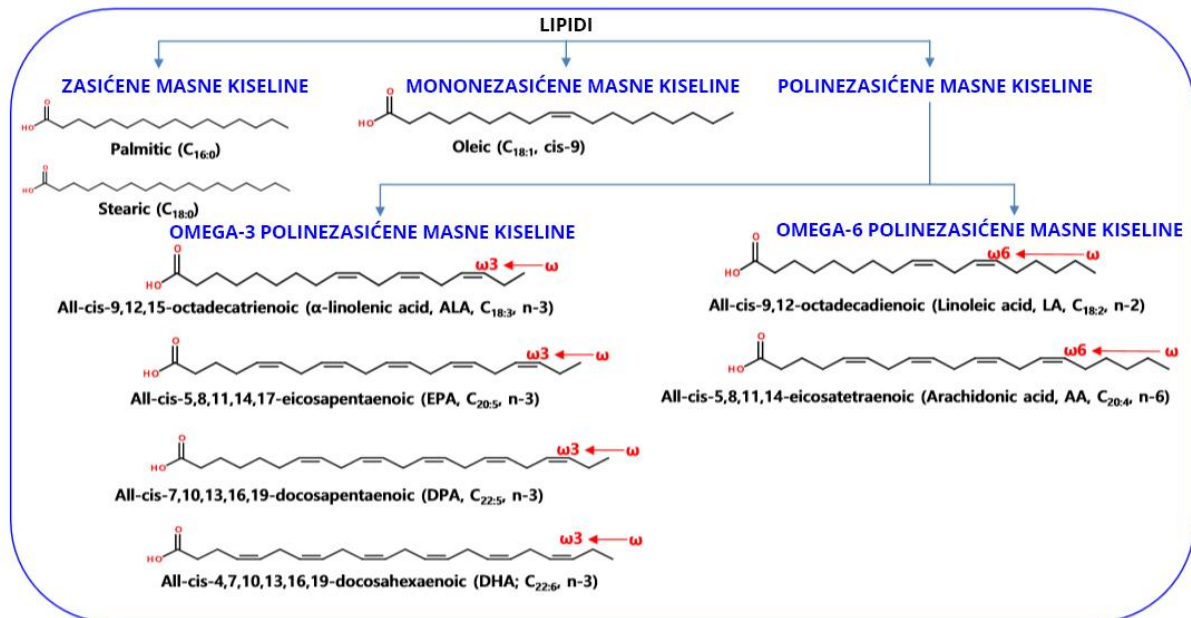 LIPIDI
ZASIĆENE MASNE KISELINE
MONONEZASIĆENE MASNE KISELINE
POLINEZASIĆENE MASNE KISELINE
O
HO
Palmitic (C16:0)
O
HO
Oleic (C18:1, cis-9)
O
HO
Stearic (C18:0)
OMEGA-3 POLINEZASIĆENE MASNE KISELINE
O
HO
ω3
ω
All-cis-9,12,15-octadecatrienoic (α-linolenic acid, ALA, C18:3, n-3)
O
HO
ω3
ω
All-cis-5,8,11,14,17-eicosapentaenoic (EPA, C20:5, n-3)
O
HO
ω3
ω
All-cis-7,10,13,16,19-docosapentaenoic (DPA, C22:5, n-3)
O
HO
ω3
ω
All-cis-4,7,10,13,16,19-docosahexaenoic (DHA; C22:6, n-3)
OMEGA-6 POLINEZASIĆENE MASNE KISELINE
O
HO
ω6
ω
All-cis-9,12-octadecadienoic (Linoleic acid, LA, C18:2, n-2)
O
HO
ω6
ω
All-cis-5,8,11,14-eicosatetraenoic (Arachidonic acid, AA, C20:4, n-6)